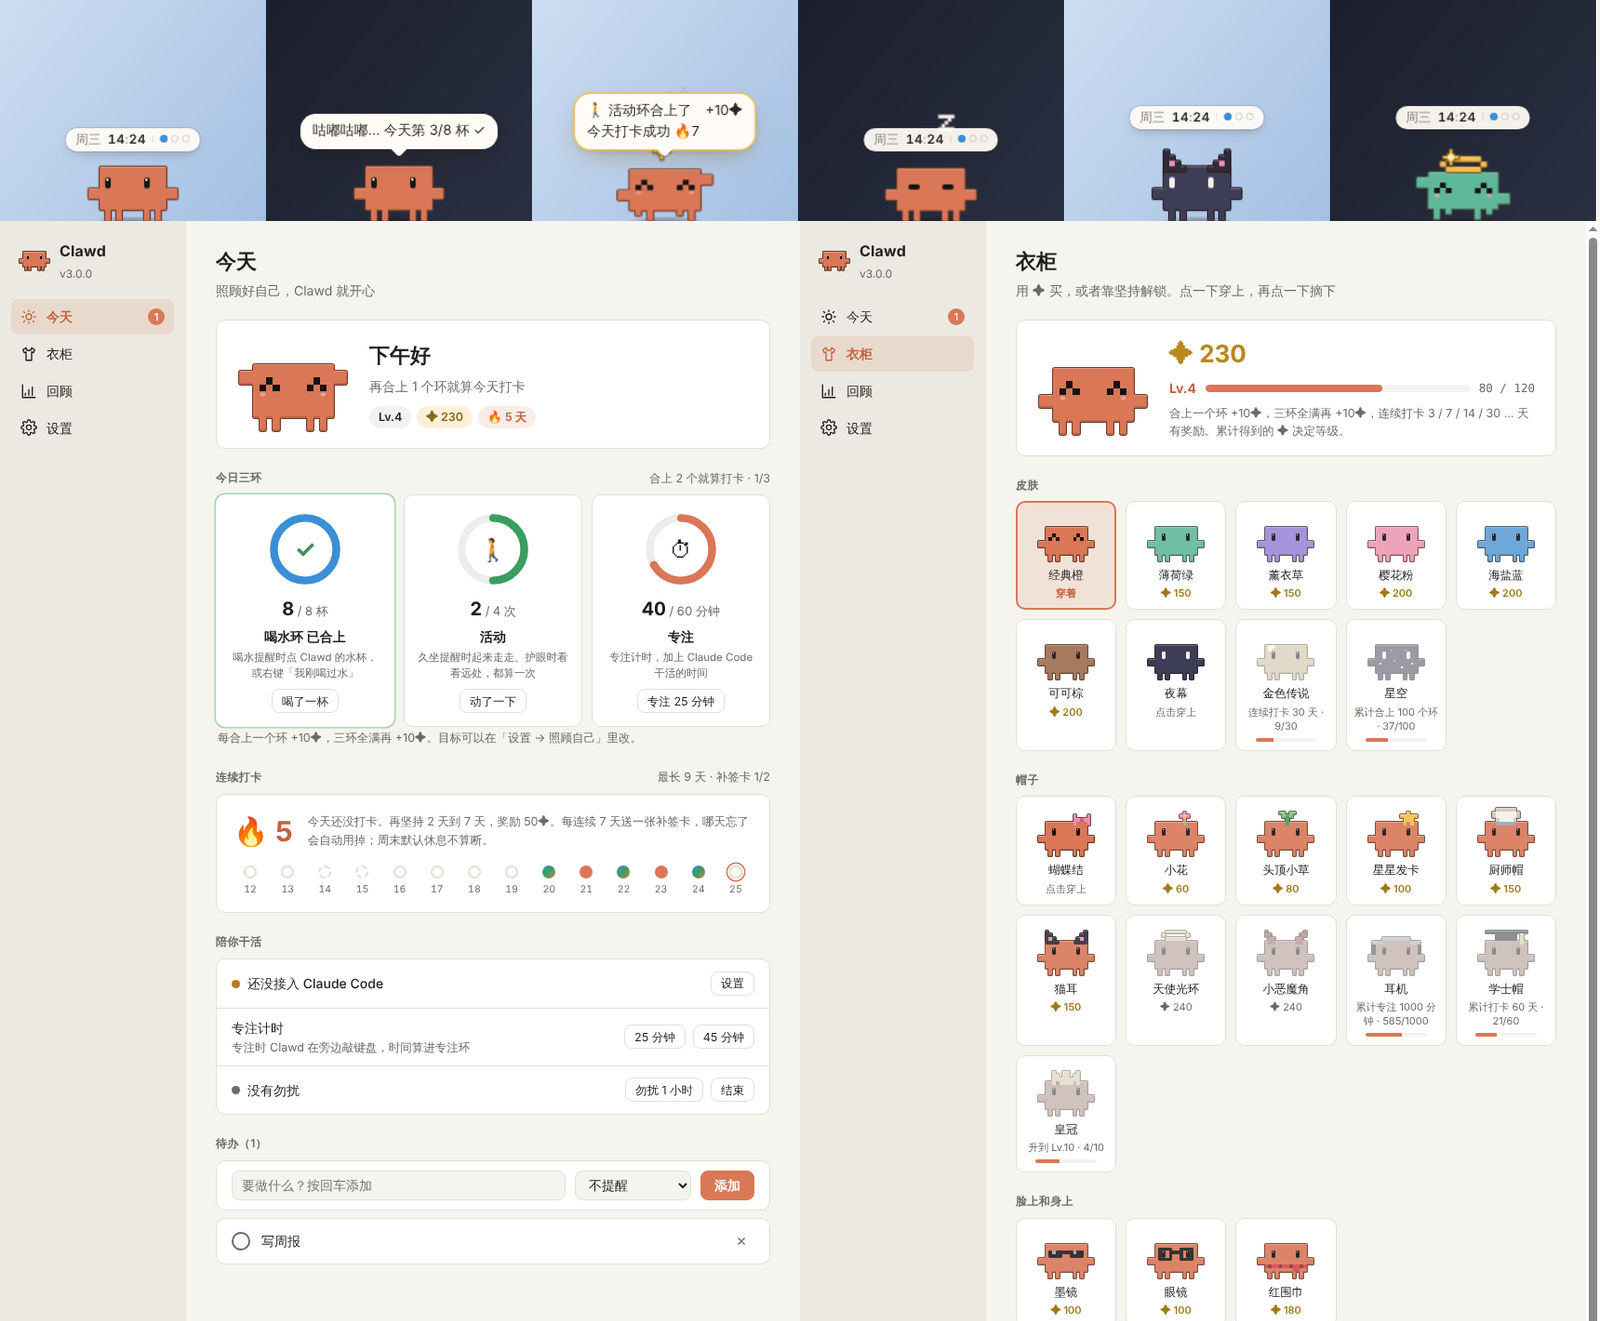 周三 14:24
咕嘟咕嘟... 今天第 3/8 杯 ✓
🚶 活动环合上了 +10✦
今天打卡成功 🔥7
z
周三 14:24
周三 14:24
周三 14:24
Clawd
v3.0.0
今天 1
衣柜
回顾
设置
今天
照顾好自己，Clawd 就开心
下午好
再合上 1 个环就算今天打卡
Lv.4 ✦ 230 🔥 5 天
今日三环 合上 2 个就算打卡 · 1/3
8 / 8 杯
喝水环 已合上
喝水提醒时点 Clawd 的水杯，
或右键「我刚喝过水」
喝了一杯
2 / 4 次
活动
久坐提醒时起来走走、护眼时看
看远处，都算一次
动了一下
40 / 60 分钟
专注
专注计时，加上 Claude Code
干活的时间
专注 25 分钟
每合上一个环 +10✦，三环全满再 +10✦。目标可以在「设置 → 照顾自己」里改。
连续打卡 最长 9 天 · 补签卡 1/2
🔥 5
今天还没打卡。再坚持 2 天到 7 天，奖励 50✦。每连续 7 天送一张补签卡，哪天忘了
会自动用掉；周末默认休息不算断。
12 13 14 15 16 17 18 19 20 21 22 23 24 25
陪你干活
还没接入 Claude Code 设置
专注计时
专注时 Clawd 在旁边敲键盘，时间算进专注环
25 分钟 45 分钟
没有勿扰 勿扰 1 小时 结束
待办（1）
要做什么？按回车添加 不提醒 添加
写周报 ×
Clawd
v3.0.0
今天 1
衣柜
回顾
设置
衣柜
用 ✦ 买，或者靠坚持解锁。点一下穿上，再点一下摘下
✦ 230
Lv.4 80 / 120
合上一个环 +10✦，三环全满再 +10✦，连续打卡 3 / 7 / 14 / 30 ... 天
有奖励。累计得到的 ✦ 决定等级。
皮肤
经典橙
穿着
薄荷绿
✦ 150
薰衣草
✦ 150
樱花粉
✦ 200
海盐蓝
✦ 200
可可棕
✦ 200
夜幕
点击穿上
金色传说
连续打卡 30 天 ·
9/30
星空
累计合上 100 个环
· 37/100
帽子
蝴蝶结
点击穿上
小花
✦ 60
头顶小草
✦ 80
星星发卡
✦ 100
厨师帽
✦ 150
猫耳
✦ 150
天使光环
✦ 240
小恶魔角
✦ 240
耳机
累计专注 1000 分
钟 · 585/1000
学士帽
累计打卡 60 天 ·
21/60
皇冠
升到 Lv.10 · 4/10
脸上和身上
墨镜
✦ 100
眼镜
✦ 100
红围巾
✦ 180